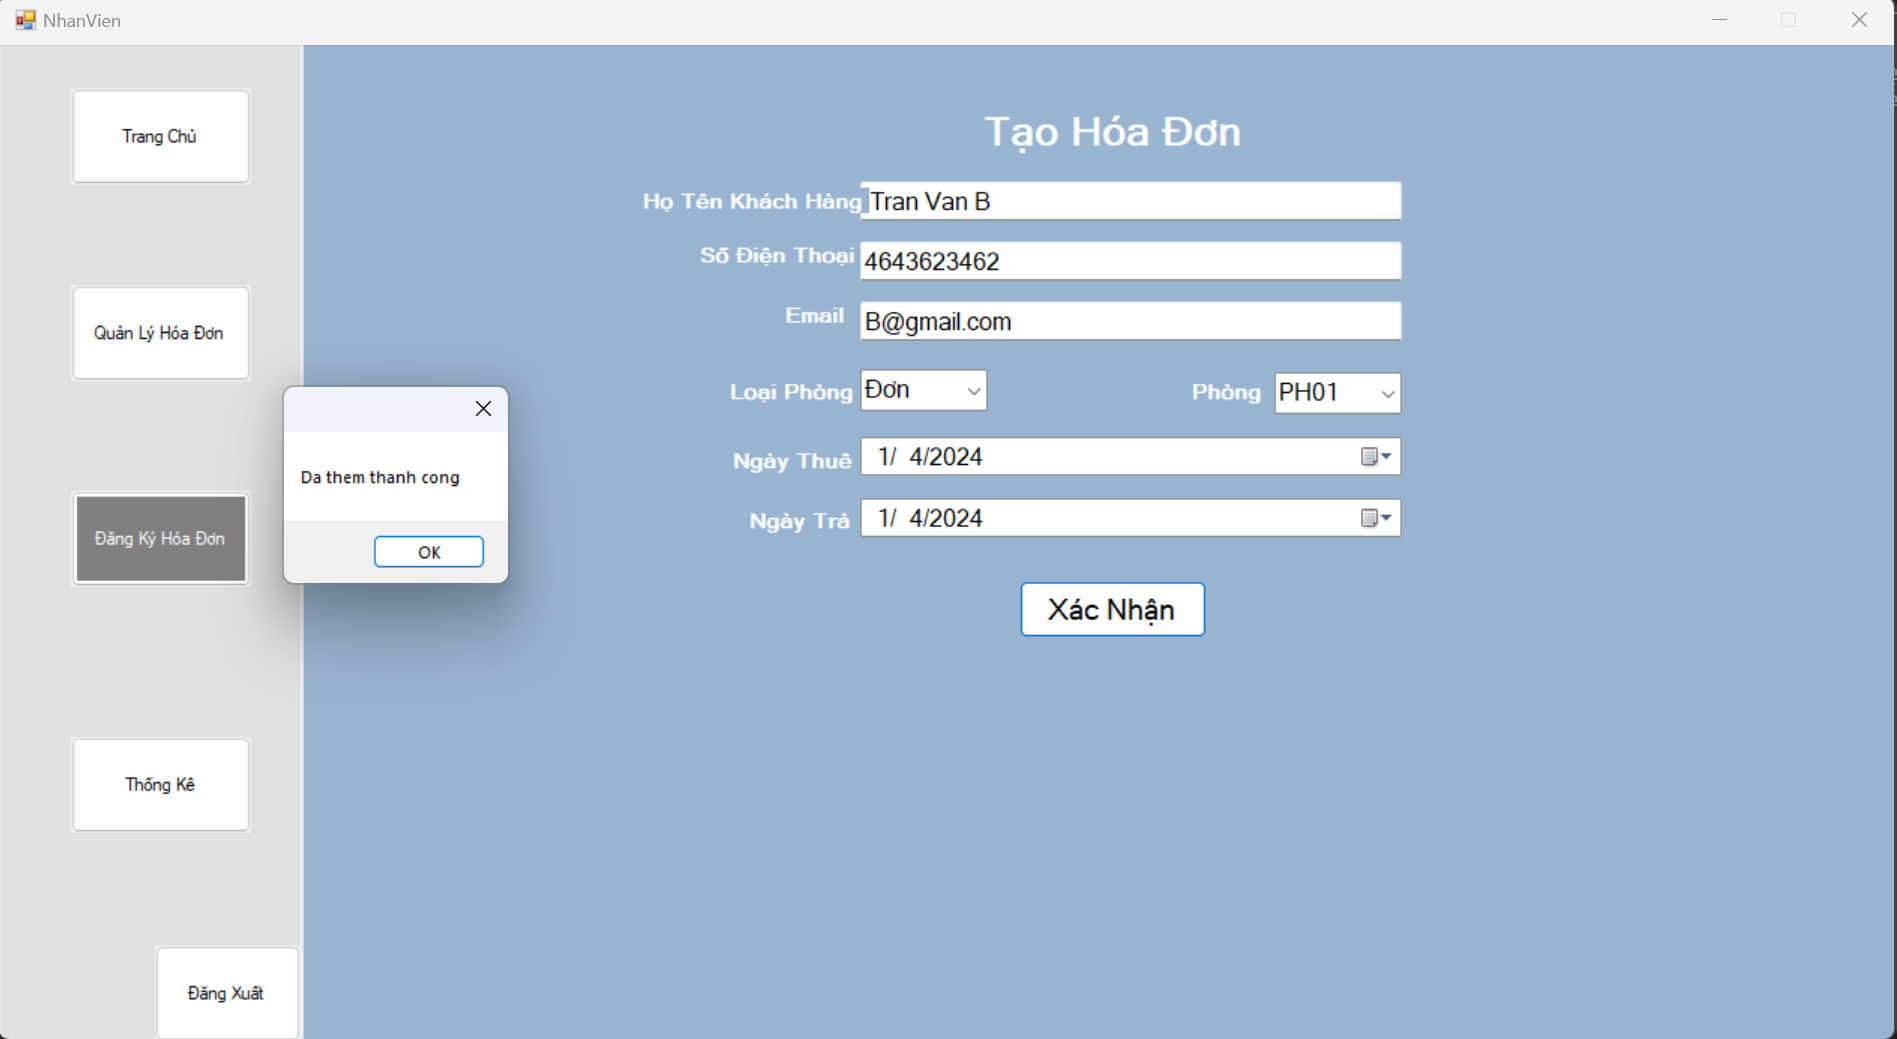 NhanVien
Trang Chủ
Quản Lý Hóa Đơn
Đăng Ký Hóa Đơn
Thống Kê
Đăng Xuất
Da them thanh cong
OK
Tạo Hóa Đơn
Họ Tên Khách Hàng Tran Van B
Số Điện Thoại 4643623462
Email B@gmail.com
Loại Phòng Đơn Phòng PH01
Ngày Thuê 1/ 4/2024
Ngày Trả 1/ 4/2024
Xác Nhận